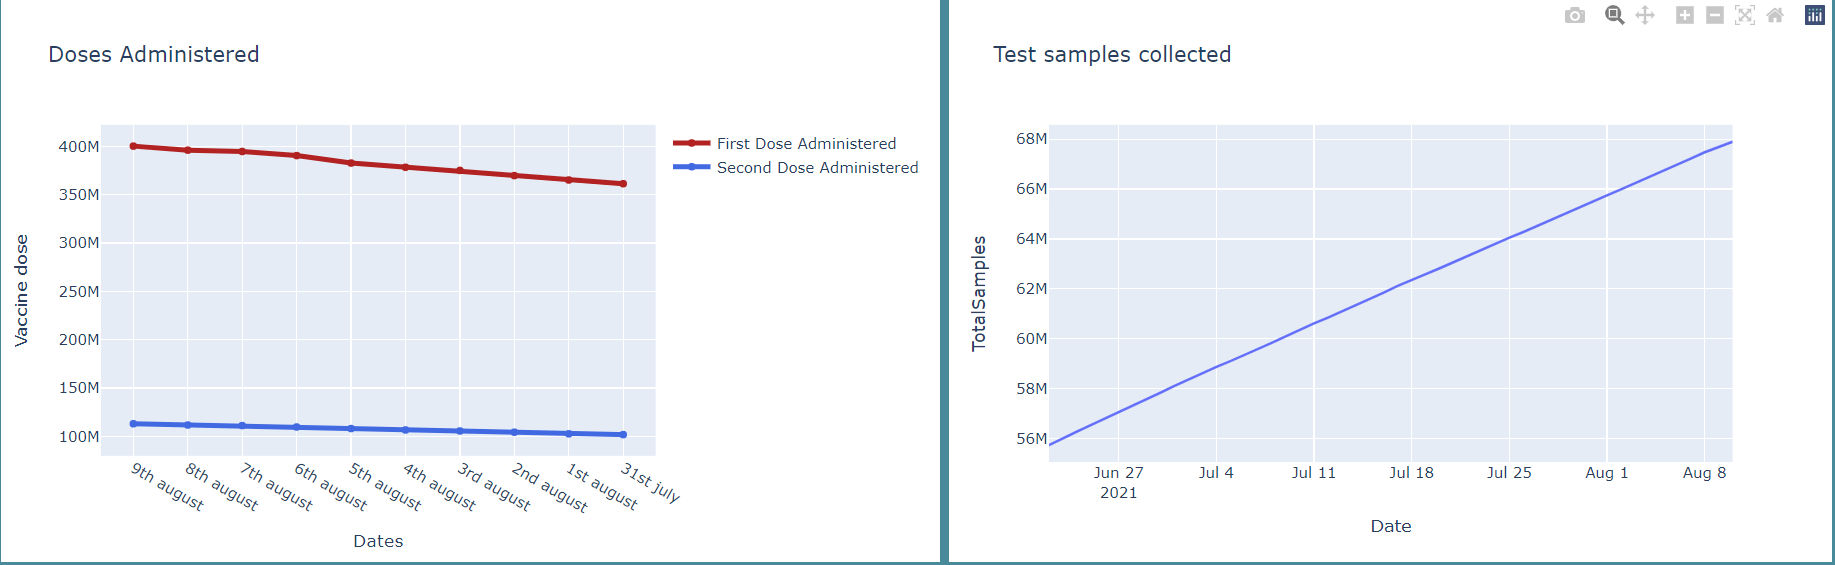 Doses Administered
400M
350M
300M
250M
200M
150M
100M
Vaccine dose
9th august
8th august
7th august
6th august
5th august
4th august
3rd august
2nd august
1st august
31st july
Dates
First Dose Administered
Second Dose Administered
Test samples collected
68M
66M
64M
62M
60M
58M
56M
TotalSamples
Jun 27
2021
Jul 4
Jul 11
Jul 18
Jul 25
Aug 1
Aug 8
Date